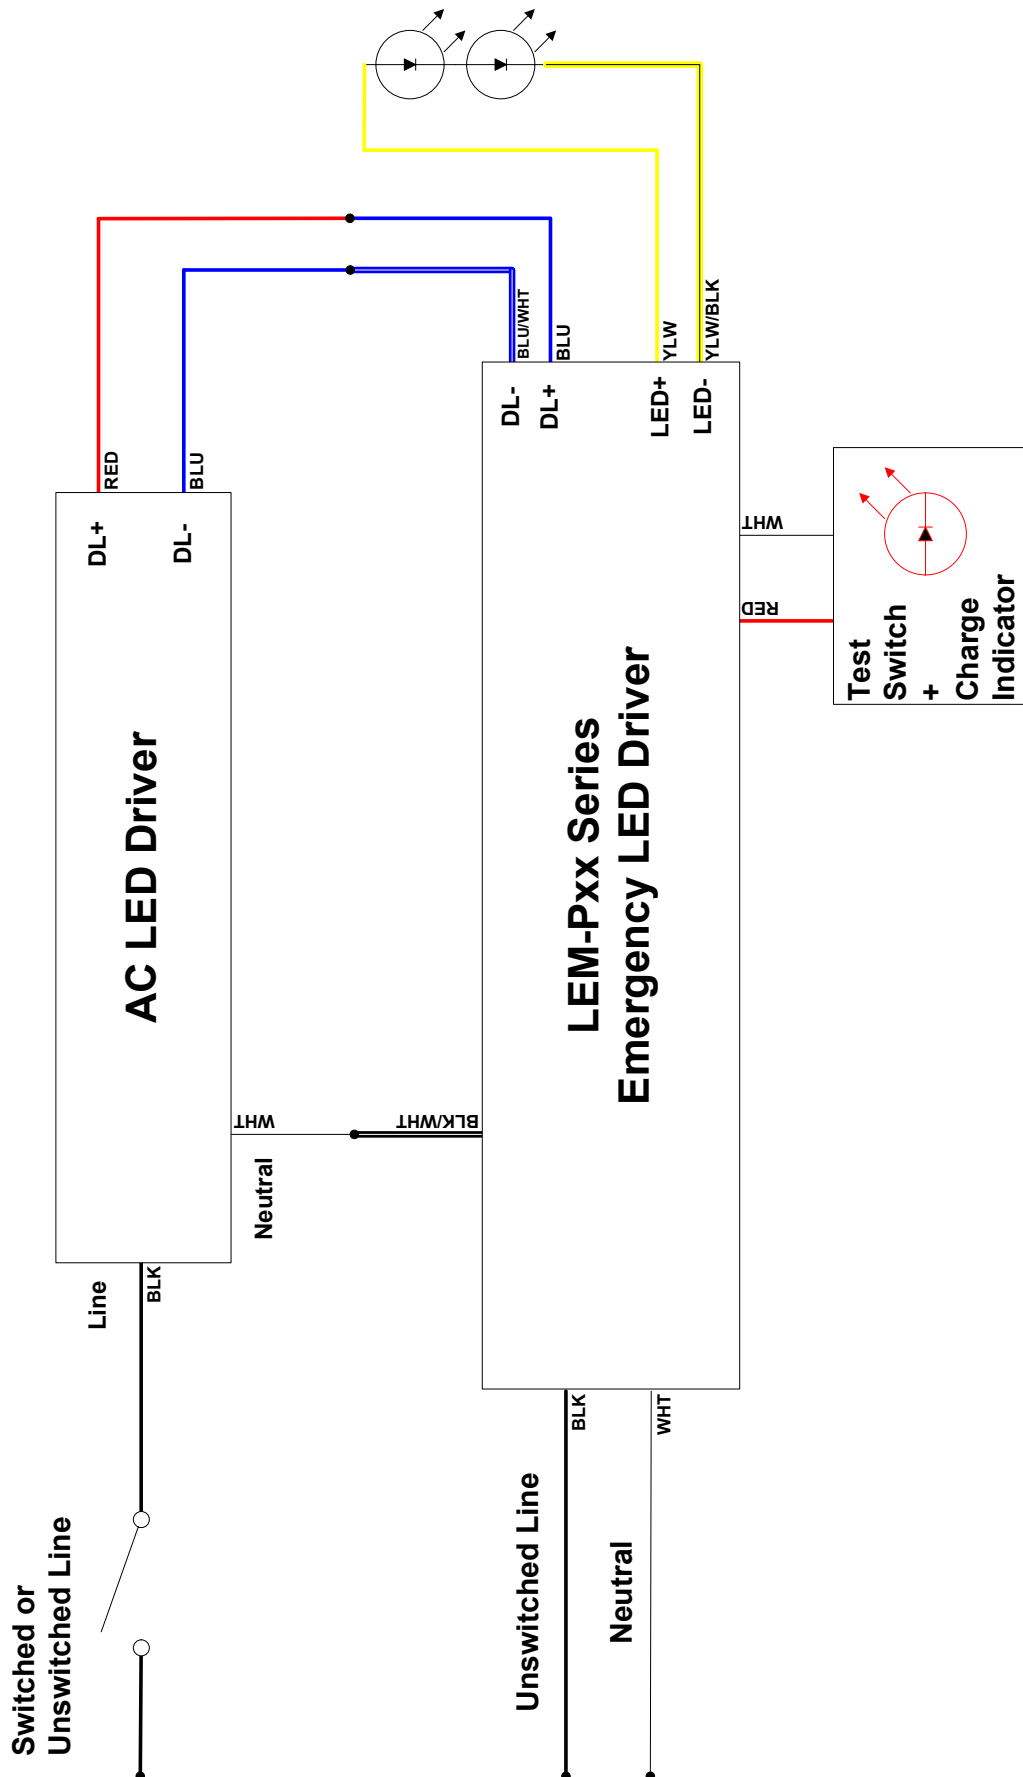 Switched or
Unswitched Line
Line
BLK
AC LED Driver
DL+
RED
DL-
BLU
WHT
Neutral
BLK/WHT
BLU/WHT
DL-
BLU
DL+
YLW
LED+
YLW/BLK
LED-
LEM-Pxx Series
Emergency LED Driver
Unswitched Line
BLK
Neutral
WHT
WHT
RED
Test
Switch
+
Charge
Indicator